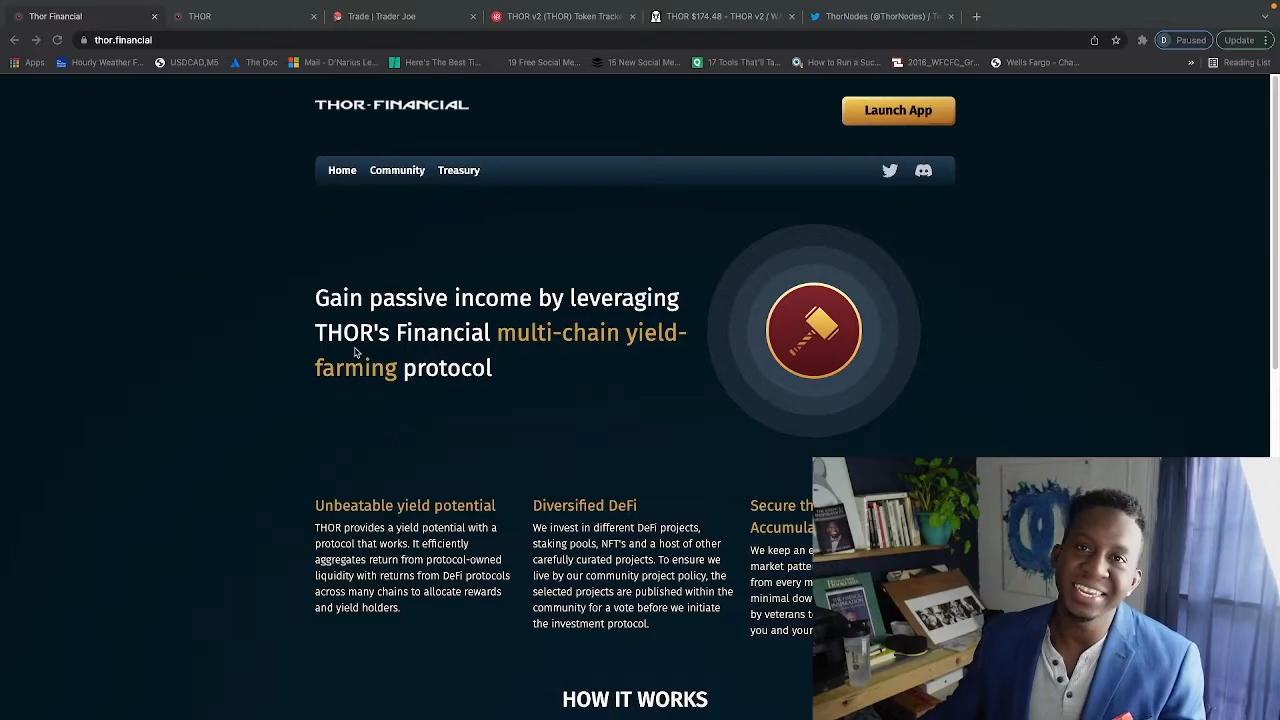 Thor Financial
THOR
Trade | Trader Joe
THOR v2 (THOR) Token Tracke
THOR $174.48 - THOR v2 / W
ThorNodes (@ThorNodes) / T
thor.financial
Paused
Update
Apps
Hourly Weather F...
USDCAD,M5
The Doc
Mail - D'Narius Le...
Here's The Best Ti...
19 Free Social Me...
15 New Social Me...
17 Tools That'll Ta...
How to Run a Suc...
2016_WFCFC_Gr...
Wells Fargo - Cha...
Reading List
THOR-FINANCIAL
Launch App
Home Community Treasury
Gain passive income by leveraging
THOR's Financial multi-chain yield-
farming protocol
Unbeatable yield potential
THOR provides a yield potential with a
protocol that works. It efficiently
aggregates return from protocol-owned
liquidity with returns from DeFi protocols
across many chains to allocate rewards
and yield holders.
Diversified DeFi
We invest in different DeFi projects,
staking pools, NFT's and a host of other
carefully curated projects. To ensure we
live by our community project policy, the
selected projects are published within the
community for a vote before we initiate
the investment protocol.
Secure th
Accumula
We keep an e
market patte
from every m
minimal dow
by veterans t
you and your
HOW IT WORKS